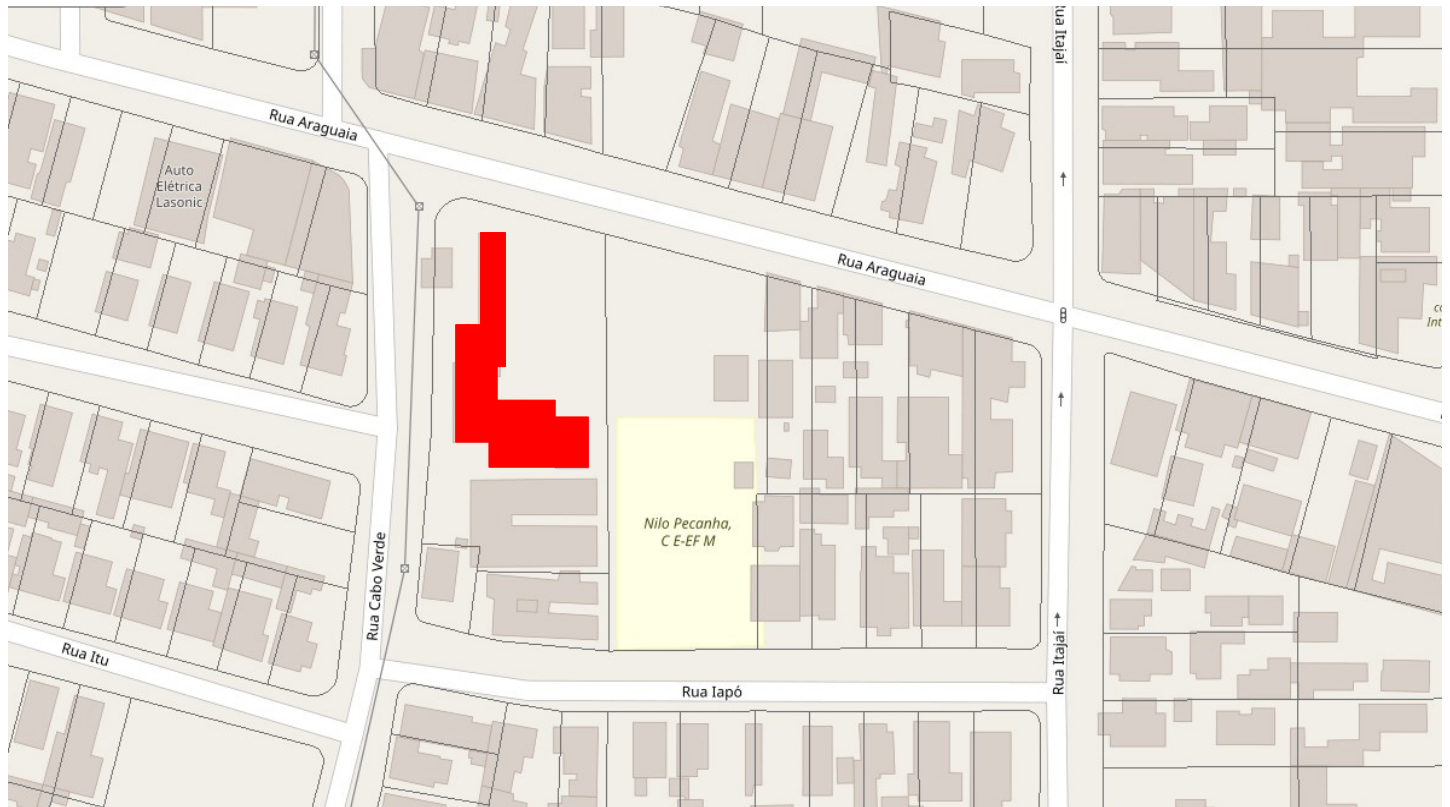 Rua Itajaí
Rua Araguaia
Auto
Elétrica
Lasonic
Rua Araguaia
Int
Nilo Pecanha,
C E-EF M
Rua Cabo Verde
Rua Itajaí
Rua Itu
Rua Iapó